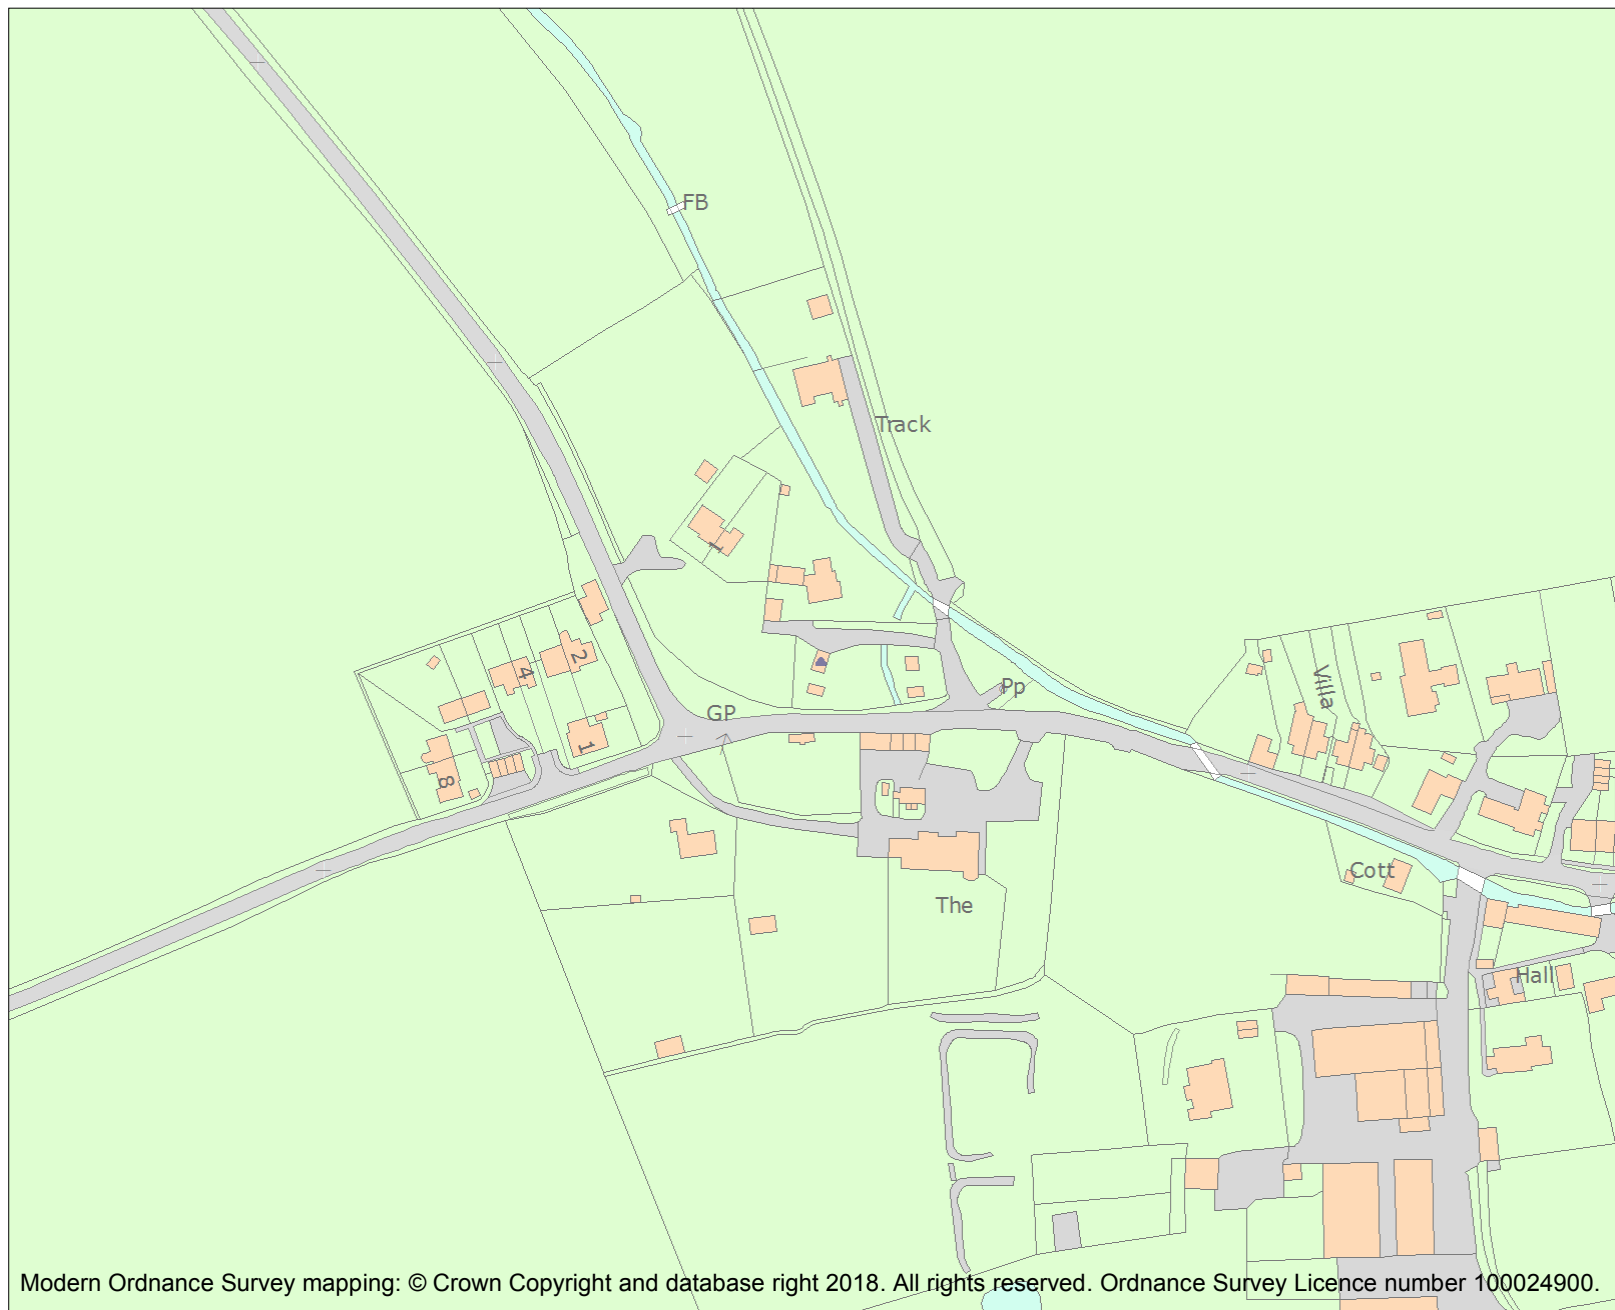 FB
Track
1
2
4
Pp
Villa
GP
1
8
Cott
The
Hall
Modern Ordnance Survey mapping: © Crown Copyright and database right 2018. All rights reserved. Ordnance Survey Licence number 100024900.